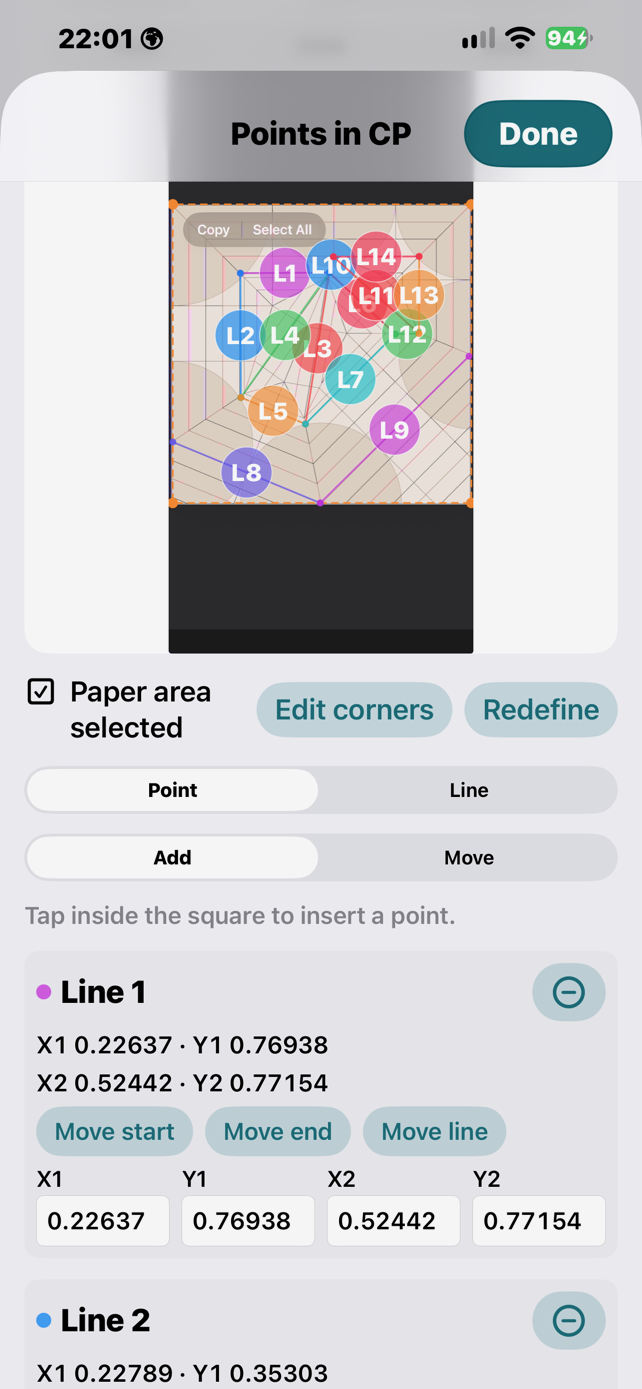 22:01
94
Points in CP
Done
Copy
Select All
L1
L10
L14
L11
L13
L2
L4
L3
L12
L7
L5
L9
L8
Paper area
selected
Edit corners
Redefine
Point
Line
Add
Move
Tap inside the square to insert a point.
Line 1
X1 0.22637 · Y1 0.76938
X2 0.52442 · Y2 0.77154
Move start
Move end
Move line
X1
Y1
X2
Y2
0.22637
0.76938
0.52442
0.77154
Line 2
X1 0.22789 · Y1 0.35303